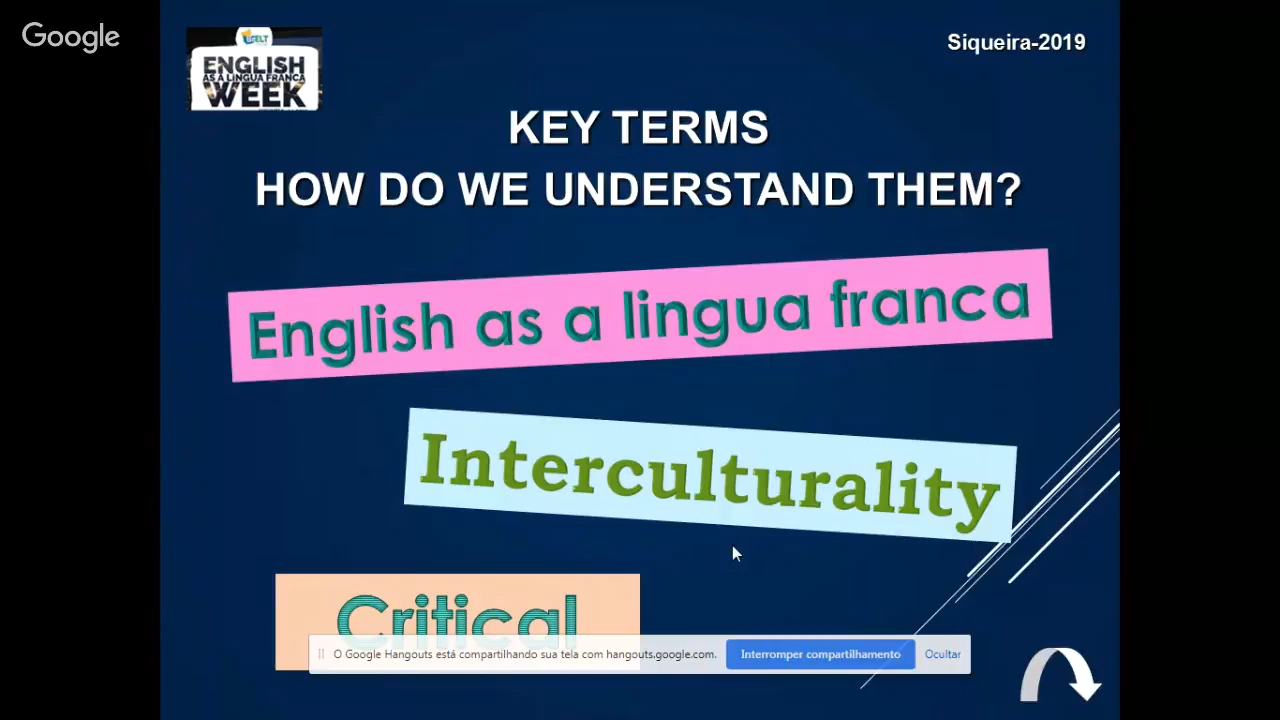 Google
Siqueira-2019
ELT
ENGLISH
AS A LINGUA FRANCA
WEEK
KEY TERMS
HOW DO WE UNDERSTAND THEM?
English as a lingua franca
Interculturality
Critical
O Google Hangouts está compartilhando sua tela com hangouts.google.com. Interromper compartilhamento Ocultar